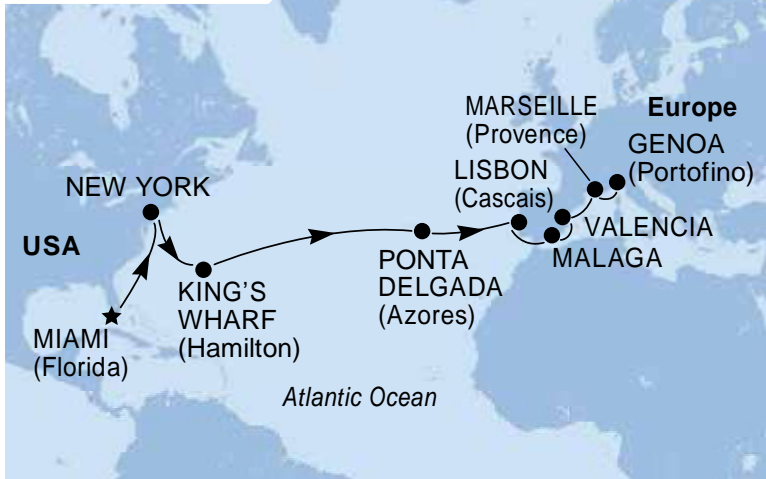 MARSEILLE
(Provence)
Europe
GENOA
(Portofino)
LISBON
(Cascais)
NEW YORK
VALENCIA
MALAGA
USA
PONTA
DELGADA
(Azores)
KING'S
WHARF
(Hamilton)
MIAMI
(Florida)
Atlantic Ocean